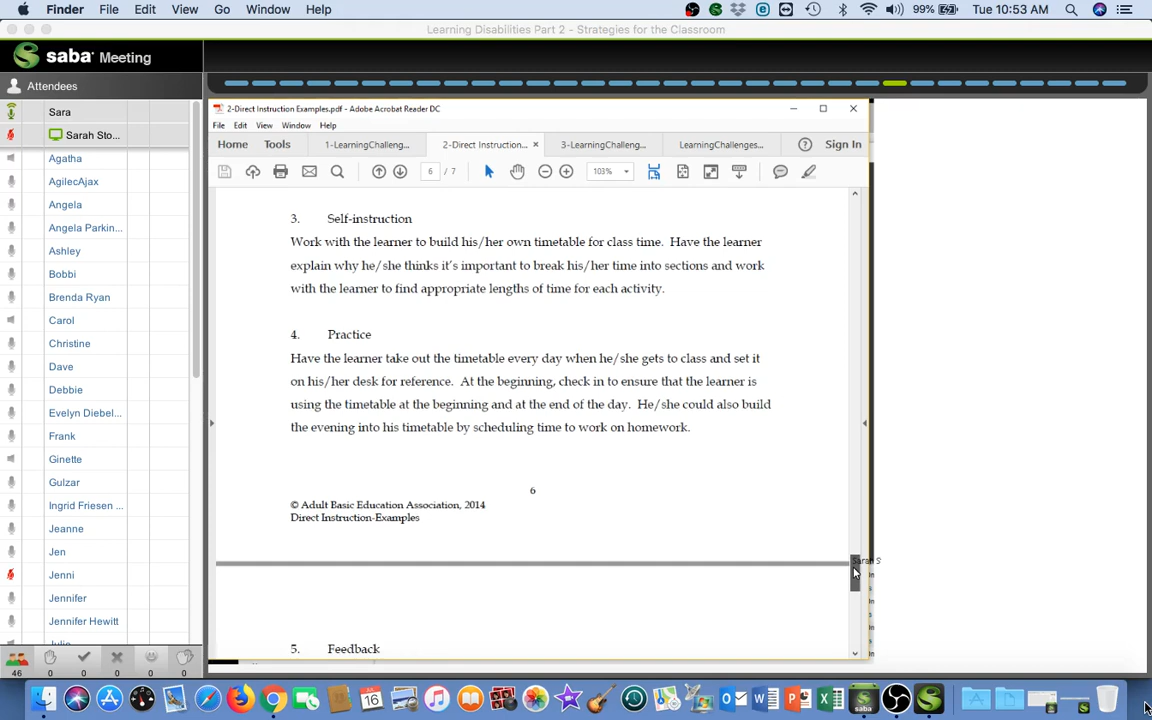 Finder File Edit View Go Window Help 99% Tue 10:53 AM
Learning Disabilities Part 2 - Strategies for the Classroom
saba Meeting
Attendees
Sara
Sarah Sto...
Agatha
AgilecAjax
Angela
Angela Parkin...
Ashley
Bobbi
Brenda Ryan
Carol
Christine
Dave
Debbie
Evelyn Diebel...
Frank
Ginette
Gulzar
Ingrid Friesen ...
Jeanne
Jen
Jenni
Jennifer
Jennifer Hewitt
46 0 0 0 0 0
2-Direct Instruction Examples.pdf - Adobe Acrobat Reader DC
File Edit View Window Help
Home Tools 1-LearningChalleng... 2-Direct Instruction... 3-LearningChalleng... LearningChallenges... Sign In
6 / 7 103%
3. Self-instruction
Work with the learner to build his/her own timetable for class time. Have the learner
explain why he/she thinks it's important to break his/her time into sections and work
with the learner to find appropriate lengths of time for each activity.
4. Practice
Have the learner take out the timetable every day when he/she gets to class and set it
on his/her desk for reference. At the beginning, check in to ensure that the learner is
using the timetable at the beginning and at the end of the day. He/she could also build
the evening into his timetable by scheduling time to work on homework.
6
© Adult Basic Education Association, 2014
Direct Instruction-Examples
Sarah S
5. Feedback